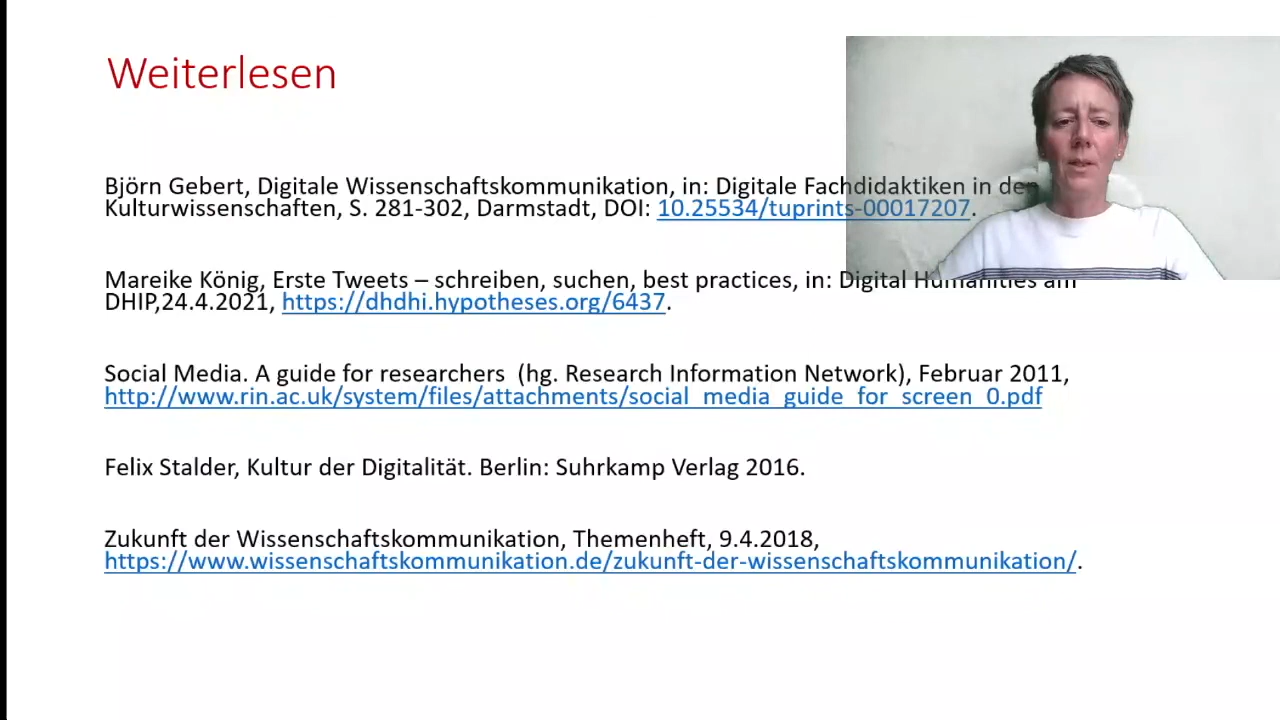 Weiterlesen
Björn Gebert, Digitale Wissenschaftskommunikation, in: Digitale Fachdidaktiken in den
Kulturwissenschaften, S. 281-302, Darmstadt, DOI: 10.25534/tuprints-00017207.
Mareike König, Erste Tweets – schreiben, suchen, best practices, in: Digital Humanities am
DHIP,24.4.2021, https://dhdhi.hypotheses.org/6437.
Social Media. A guide for researchers (hg. Research Information Network), Februar 2011,
http://www.rin.ac.uk/system/files/attachments/social_media_guide_for_screen_0.pdf
Felix Stalder, Kultur der Digitalität. Berlin: Suhrkamp Verlag 2016.
Zukunft der Wissenschaftskommunikation, Themenheft, 9.4.2018,
https://www.wissenschaftskommunikation.de/zukunft-der-wissenschaftskommunikation/.